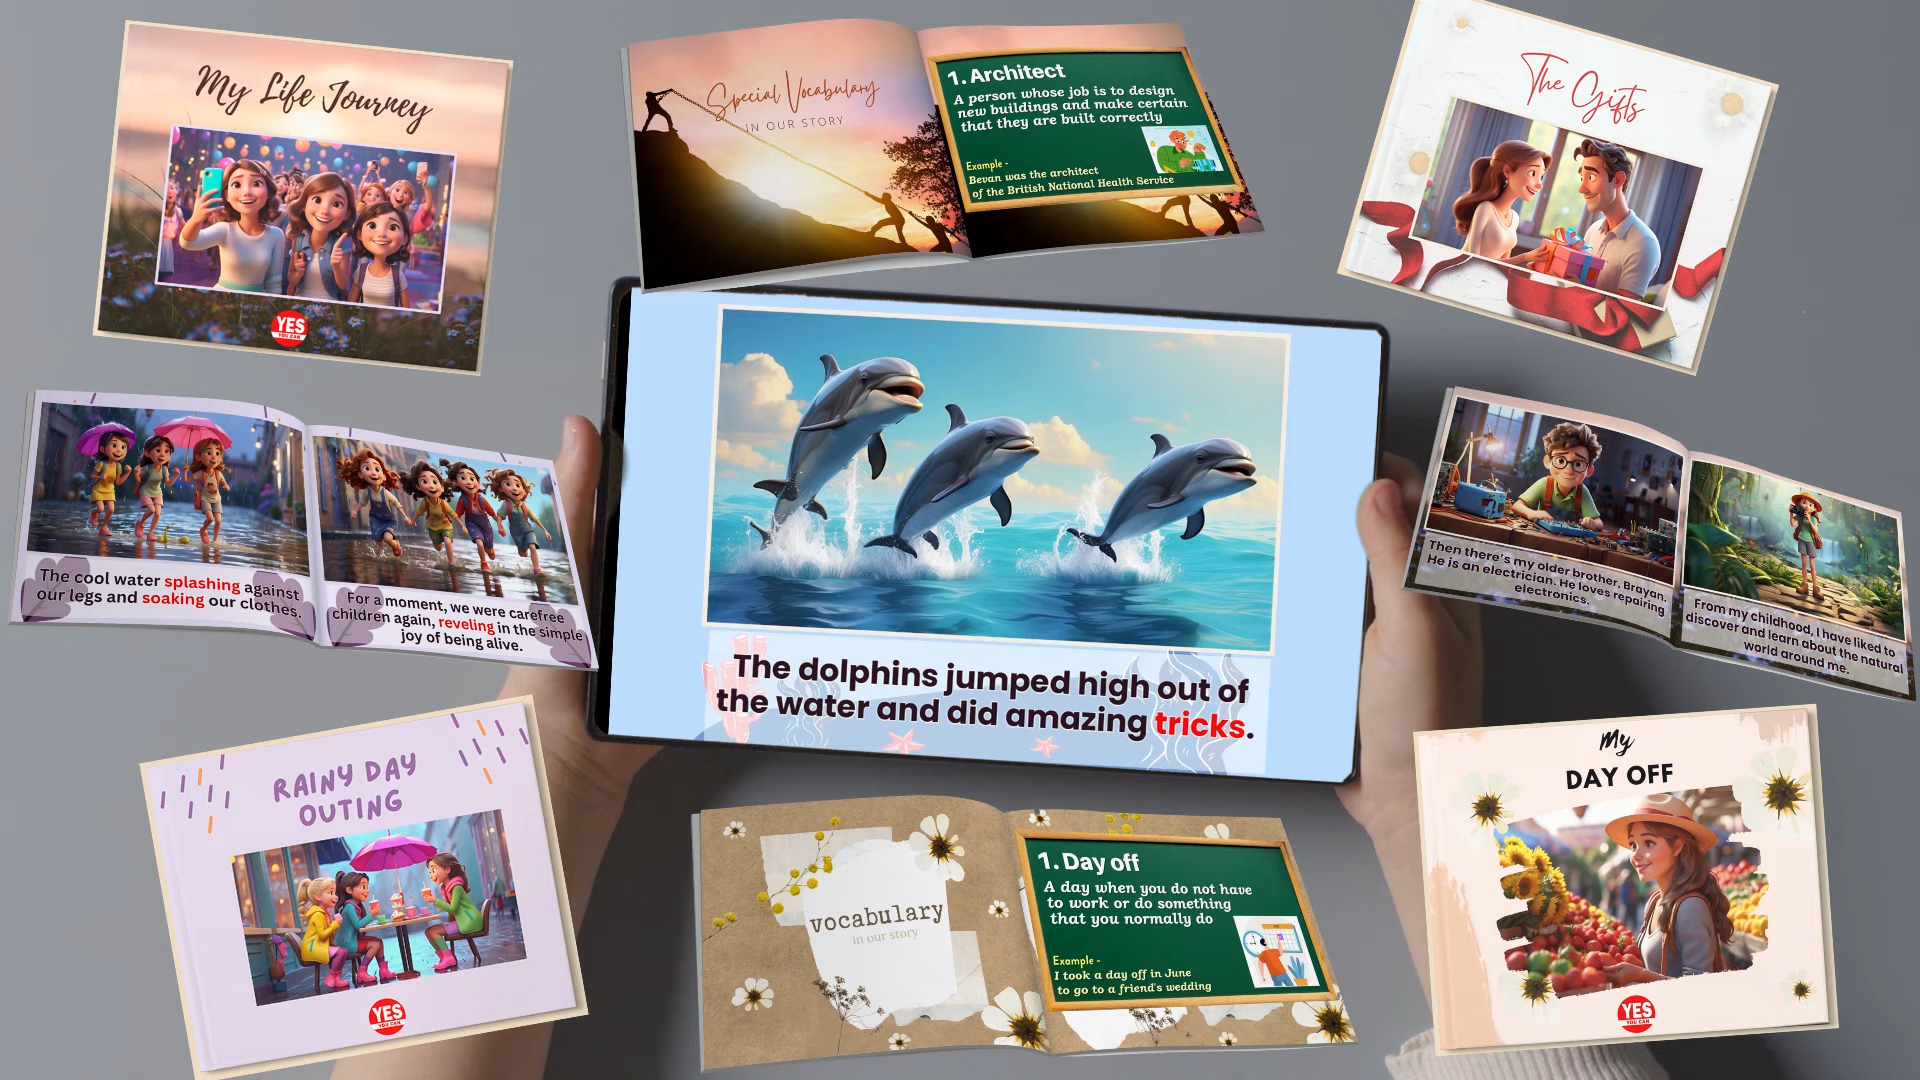 My Life Journey
YES
YOU CAN
Special Vocabulary
IN OUR STORY
1. Architect
A person whose job is to design
new buildings and make certain
that they are built correctly
Example -
Bevan was the architect
of the British National Health Service
The Gifts
The cool water splashing against
our legs and soaking our clothes.
For a moment, we were carefree
children again, reveling in the simple
joy of being alive.
The dolphins jumped high out of
the water and did amazing tricks.
Then there's my older brother, Brayan.
He is an electrician. He loves repairing
electronics.
From my childhood, I have liked to
discover and learn about the natural
world around me.
RAINY DAY
OUTING
YES
YOU CAN
vocabulary
in our story
1. Day off
A day when you do not have
to work or do something
that you normally do
Example -
I took a day off in June
to go to a friend's wedding
My
DAY OFF
YES
YOU CAN